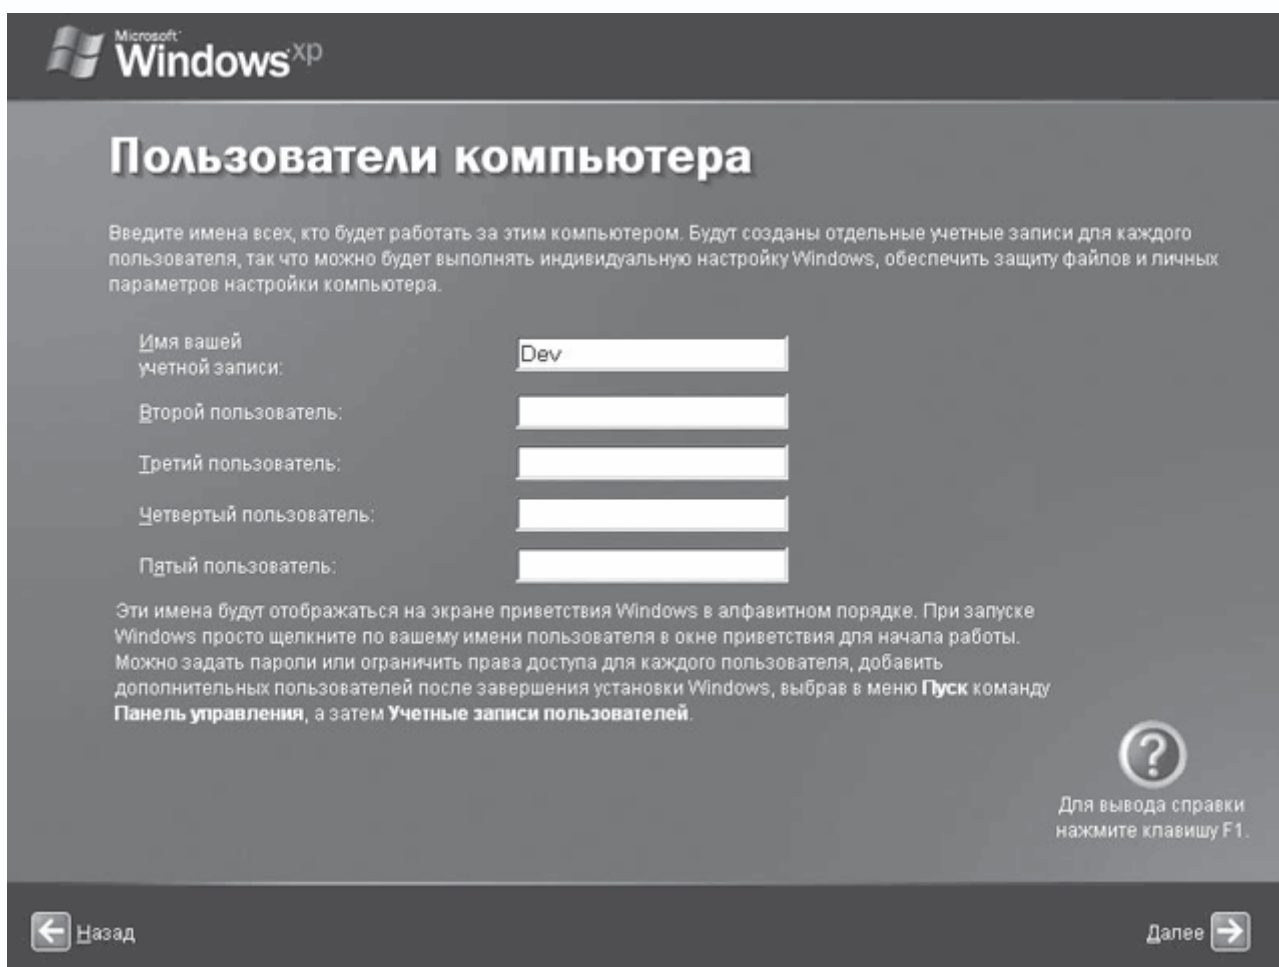 Microsoft
Windows xp
Пользователи компьютера
Введите имена всех, кто будет работать за этим компьютером. Будут созданы отдельные учетные записи для каждого
пользователя, так что можно будет выполнять индивидуальную настройку Windows, обеспечить защиту файлов и личных
параметров настройки компьютера.
Имя вашей
учетной записи:
Dev
Второй пользователь:
Третий пользователь:
Четвертый пользователь:
Пятый пользователь:
Эти имена будут отображаться на экране приветствия Windows в алфавитном порядке. При запуске
Windows просто щелкните по вашему имени пользователя в окне приветствия для начала работы.
Можно задать пароли или ограничить права доступа для каждого пользователя, добавить
дополнительных пользователей после завершения установки Windows, выбрав в меню Пуск команду
Панель управления, а затем Учетные записи пользователей.
?
Для вывода справки
нажмите клавишу F1.
Назад
Далее